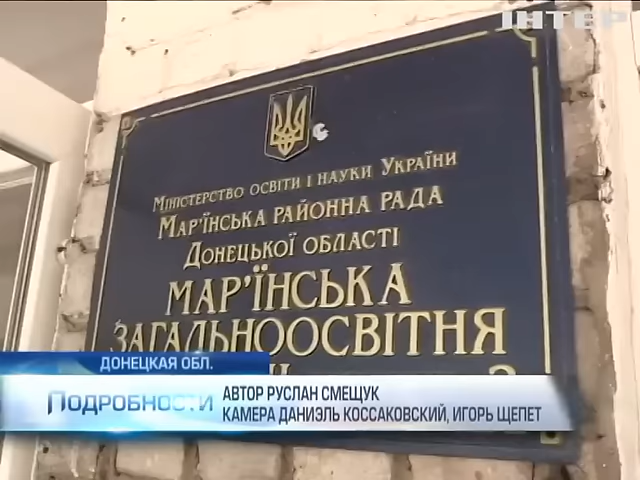 ІНТЕР
Міністерство освіти і науки України
Мар'їнська районна рада
Донецької області
МАР'ЇНСЬКА
ЗАГАЛЬНООСВІТНЯ
ДОНЕЦКАЯ ОБЛ.
Подробности
АВТОР РУСЛАН СМЕЩУК
КАМЕРА ДАНИЭЛЬ КОССАКОВСКИЙ, ИГОРЬ ЩЕПЕТ